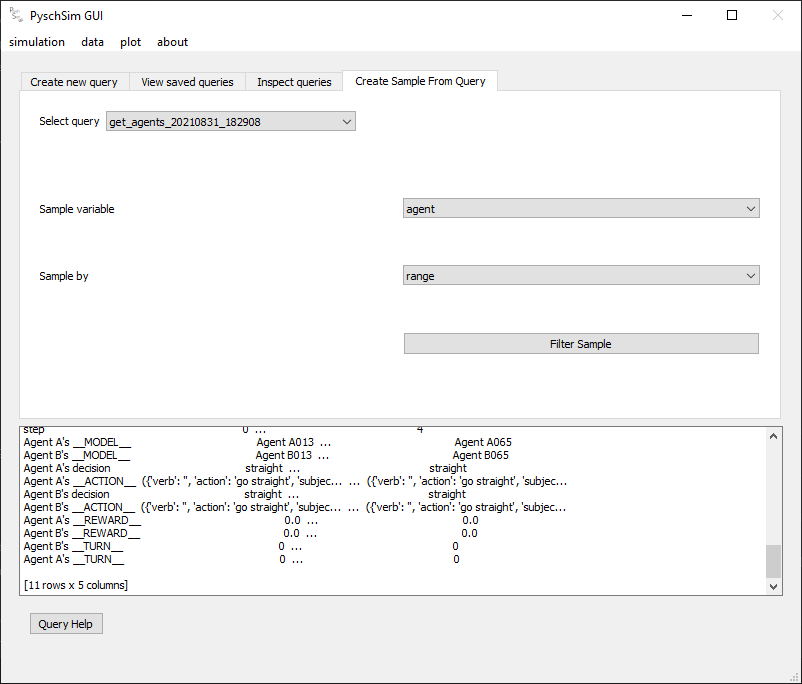 PyschSim GUI
simulation data plot about
Create new query View saved queries Inspect queries Create Sample From Query
Select query get_agents_20210831_182908
Sample variable agent
Sample by range
Filter Sample
step 0 ... 4
Agent A's __MODEL__ Agent A013 ... Agent A065
Agent B's __MODEL__ Agent B013 ... Agent B065
Agent A's decision straight ... straight
Agent A's __ACTION__ ({'verb': '', 'action': 'go straight', 'subjec... ... ({'verb': '', 'action': 'go straight', 'subjec...
Agent B's decision straight ... straight
Agent B's __ACTION__ ({'verb': '', 'action': 'go straight', 'subjec... ... ({'verb': '', 'action': 'go straight', 'subjec...
Agent A's __REWARD__ 0.0 ... 0.0
Agent B's __REWARD__ 0.0 ... 0.0
Agent B's __TURN__ 0 ... 0
Agent A's __TURN__ 0 ... 0
[11 rows x 5 columns]
Query Help